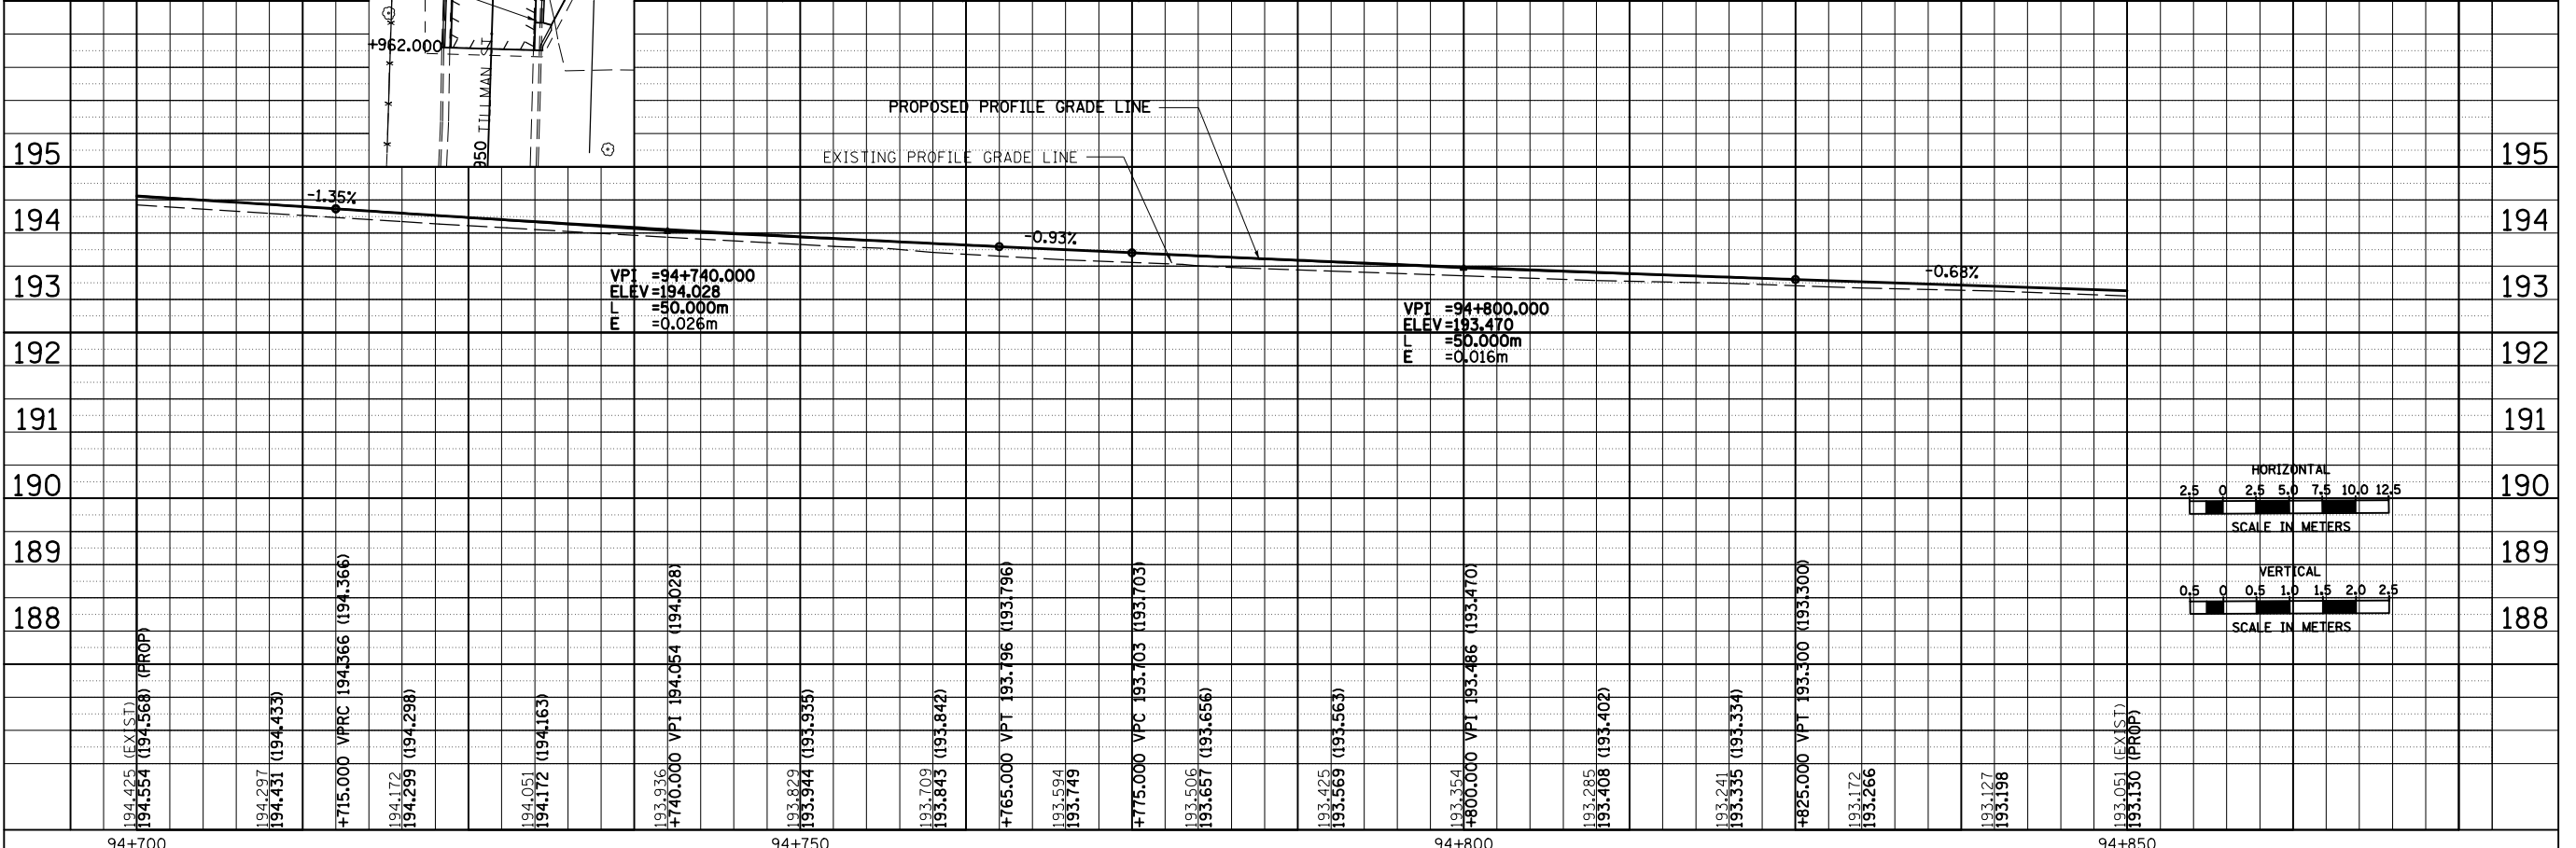 +962.000
950 TILLMAN ST.
PROPOSED PROFILE GRADE LINE
EXISTING PROFILE GRADE LINE
195 195
194 194
193 193
192 192
191 191
190 190
189 189
188 188
-1.35%
-0.93%
-0.68%
VPI =94+740.000
ELEV=194.028
L =50.000m
E =0.026m
VPI =94+800.000
ELEV=193.470
L =50.000m
E =0.016m
HORIZONTAL
2.5 0 2.5 5.0 7.5 10.0 12.5
SCALE IN METERS
VERTICAL
0.5 0 0.5 1.0 1.5 2.0 2.5
SCALE IN METERS
194.425 (EXIST)
194.554 (194.568) (PROP)
194.297
194.431 (194.433)
+715.000 VPRC 194.366 (194.366)
194.172
194.299 (194.298)
194.051
194.172 (194.163)
193.936
+740.000 VPI 194.054 (194.028)
193.829
193.944 (193.935)
193.709
193.843 (193.842)
+765.000 VPT 193.796 (193.796)
193.594
193.749
+775.000 VPC 193.703 (193.703)
193.506
193.657 (193.656)
193.425
193.569 (193.563)
193.354
+800.000 VPI 193.486 (193.470)
193.285
193.408 (193.402)
193.241
193.335 (193.334)
+825.000 VPT 193.300 (193.300)
193.172
193.266
193.127
193.198
193.051 (EXIST)
193.130 (PROP)
94+700 94+750 94+800 94+850